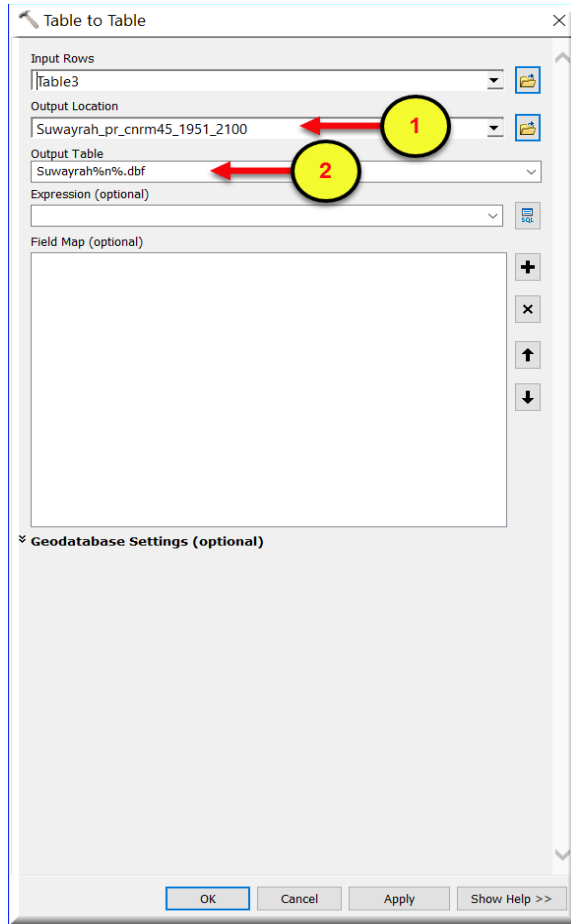 Table to Table
Input Rows
Table3
Output Location
Suwayrah_pr_cnrm45_1951_2100
1
Output Table
Suwayrah%n%.dbf
2
Expression (optional)
SQL
Field Map (optional)
Geodatabase Settings (optional)
OK Cancel Apply Show Help >>